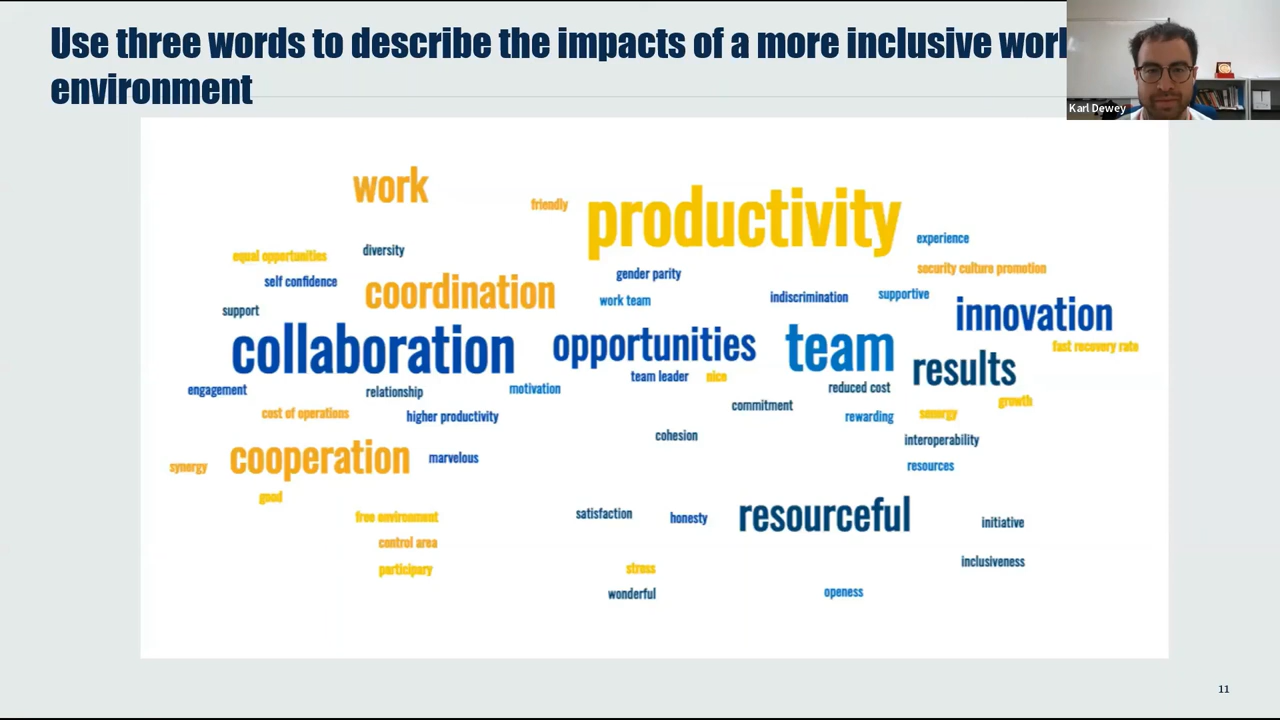 Use three words to describe the impacts of a more inclusive worl
environment
Karl Dewey
work
friendly
productivity
experience
equal opportunities
diversity
security culture promotion
self confidence
gender parity
coordination
work team
indiscrimination
supportive
support
innovation
collaboration
opportunities
team
fast recovery rate
results
team leader
nice
engagement
relationship
motivation
reduced cost
commitment
growth
cost of operations
higher productivity
rewarding
senergy
cohesion
interoperability
synergy
cooperation
marvelous
resources
good
free environment
satisfaction
honesty
resourceful
initiative
control area
inclusiveness
participary
stress
wonderful
openess
11